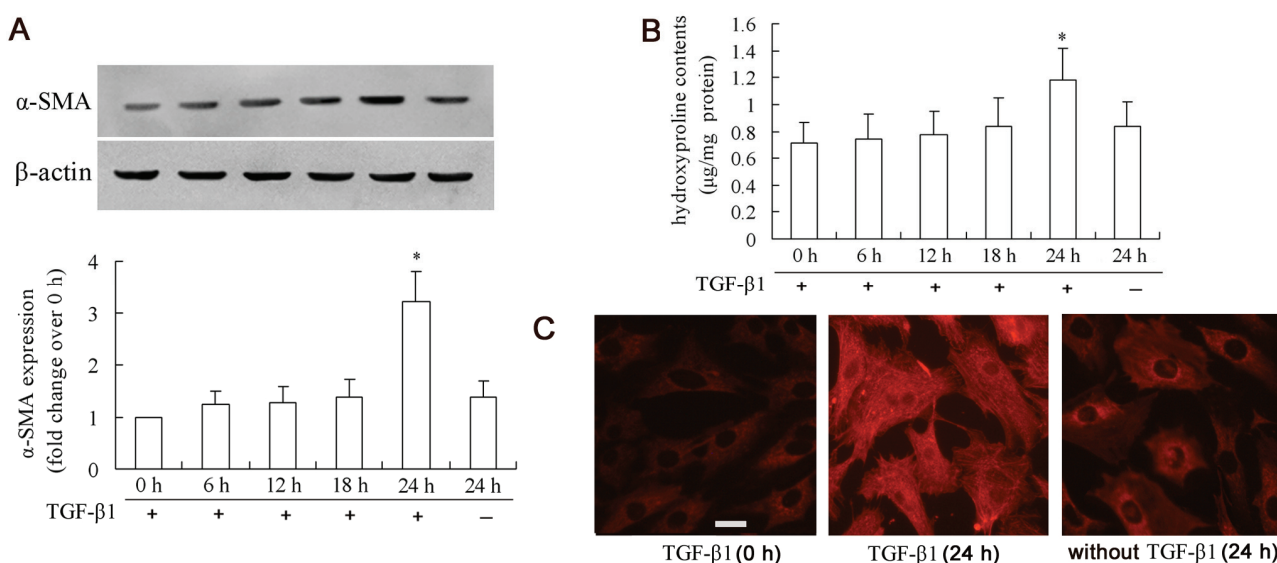 A
α-SMA
β-actin
α-SMA expression
(fold change over 0 h)
4
3
2
1
0
0 h 6 h 12 h 18 h 24 h 24 h
TGF-β1 + + + + + −
*
B
hydroxyproline contents
(μg/mg protein)
1.6
1.4
1.2
1
0.8
0.6
0.4
0.2
0
*
0 h 6 h 12 h 18 h 24 h 24 h
TGF-β1 + + + + + −
C
TGF-β1 (0 h) TGF-β1 (24 h) without TGF-β1 (24 h)